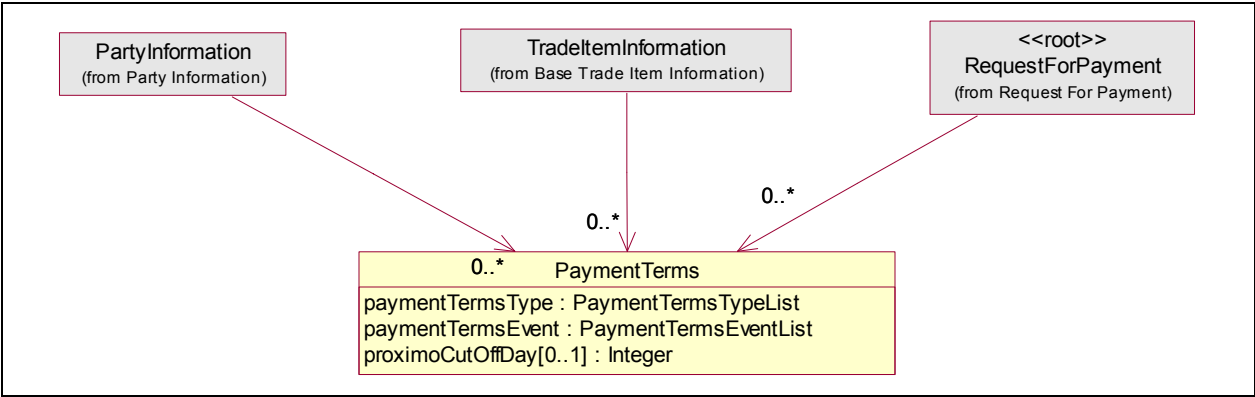 PartyInformation
(from Party Information)
TradeItemInformation
(from Base Trade Item Information)
<<root>>
RequestForPayment
(from Request For Payment)
0..*
0..*
0..*
PaymentTerms
paymentTermsType : PaymentTermsTypeList
paymentTermsEvent : PaymentTermsEventList
proximoCutOffDay[0..1] : Integer